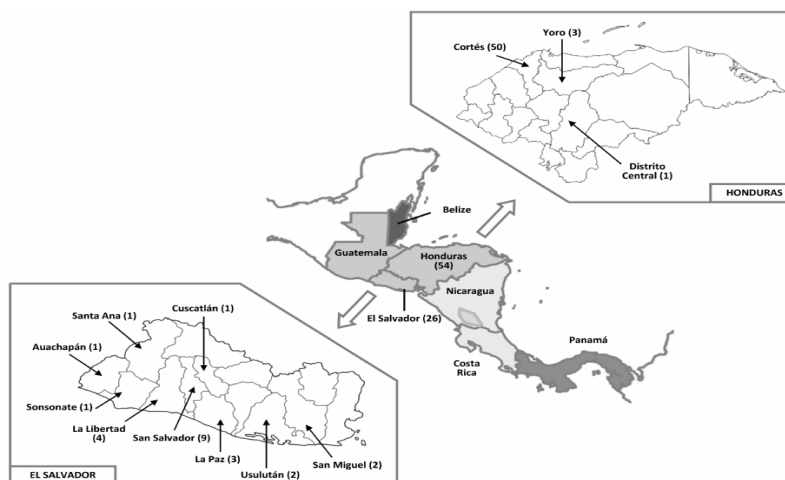 Yoro (3)
Cortés (50)
Distrito
Central (1)
HONDURAS
Belize
Guatemala
Honduras
(54)
Nicaragua
El Salvador (26)
Costa
Rica
Panamá
Cuscatlán (1)
Santa Ana (1)
Auachapán (1)
Sonsonate (1)
La Libertad
(4)
San Salvador (9)
La Paz (3)
Usulután (2)
San Miguel (2)
EL SALVADOR